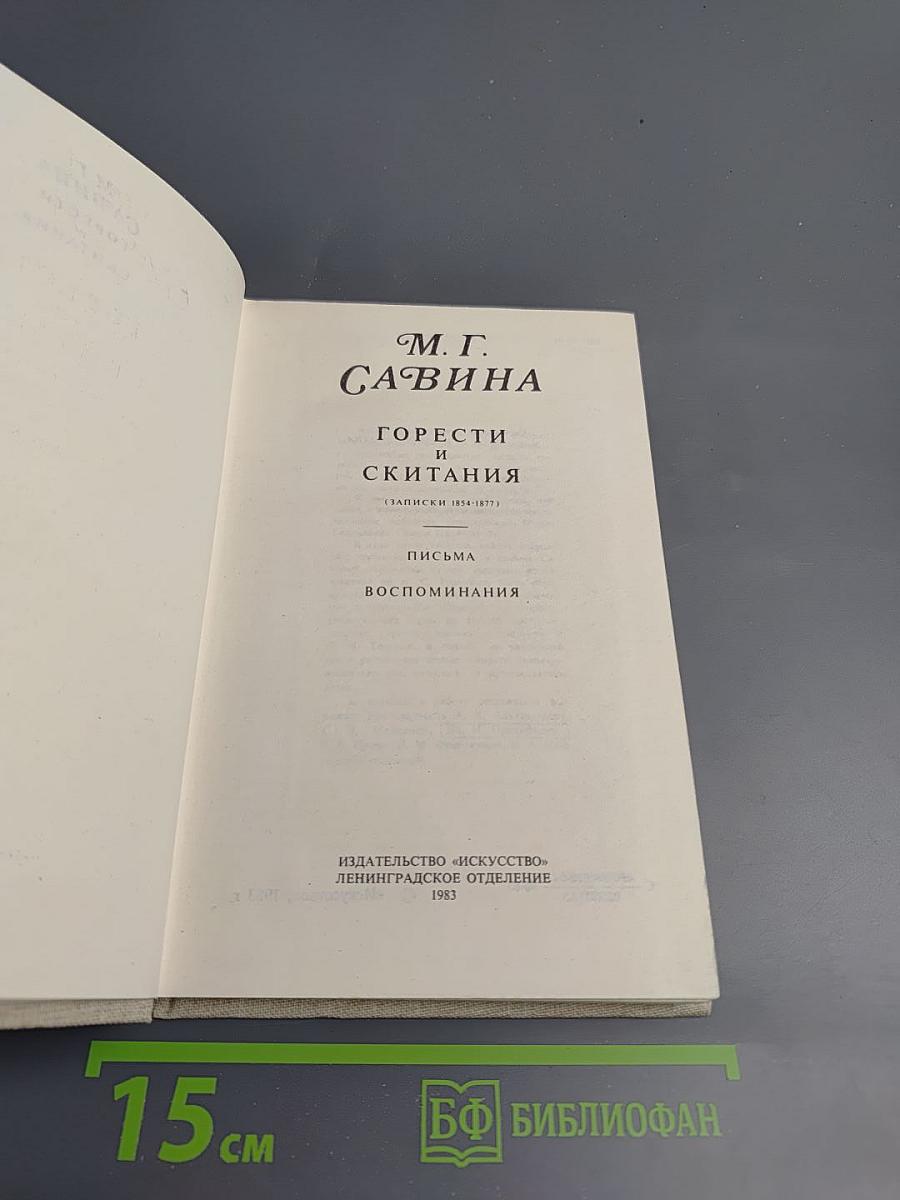 М. Г.
САВИНА
ГОРЕСТИ
И
СКИТАНИЯ
(ЗАПИСКИ 1854-1877)
ПИСЬМА
ВОСПОМИНАНИЯ
ИЗДАТЕЛЬСТВО «ИСКУССТВО»
ЛЕНИНГРАДСКОЕ ОТДЕЛЕНИЕ
1983
15 см
БФ БИБЛИОФАН